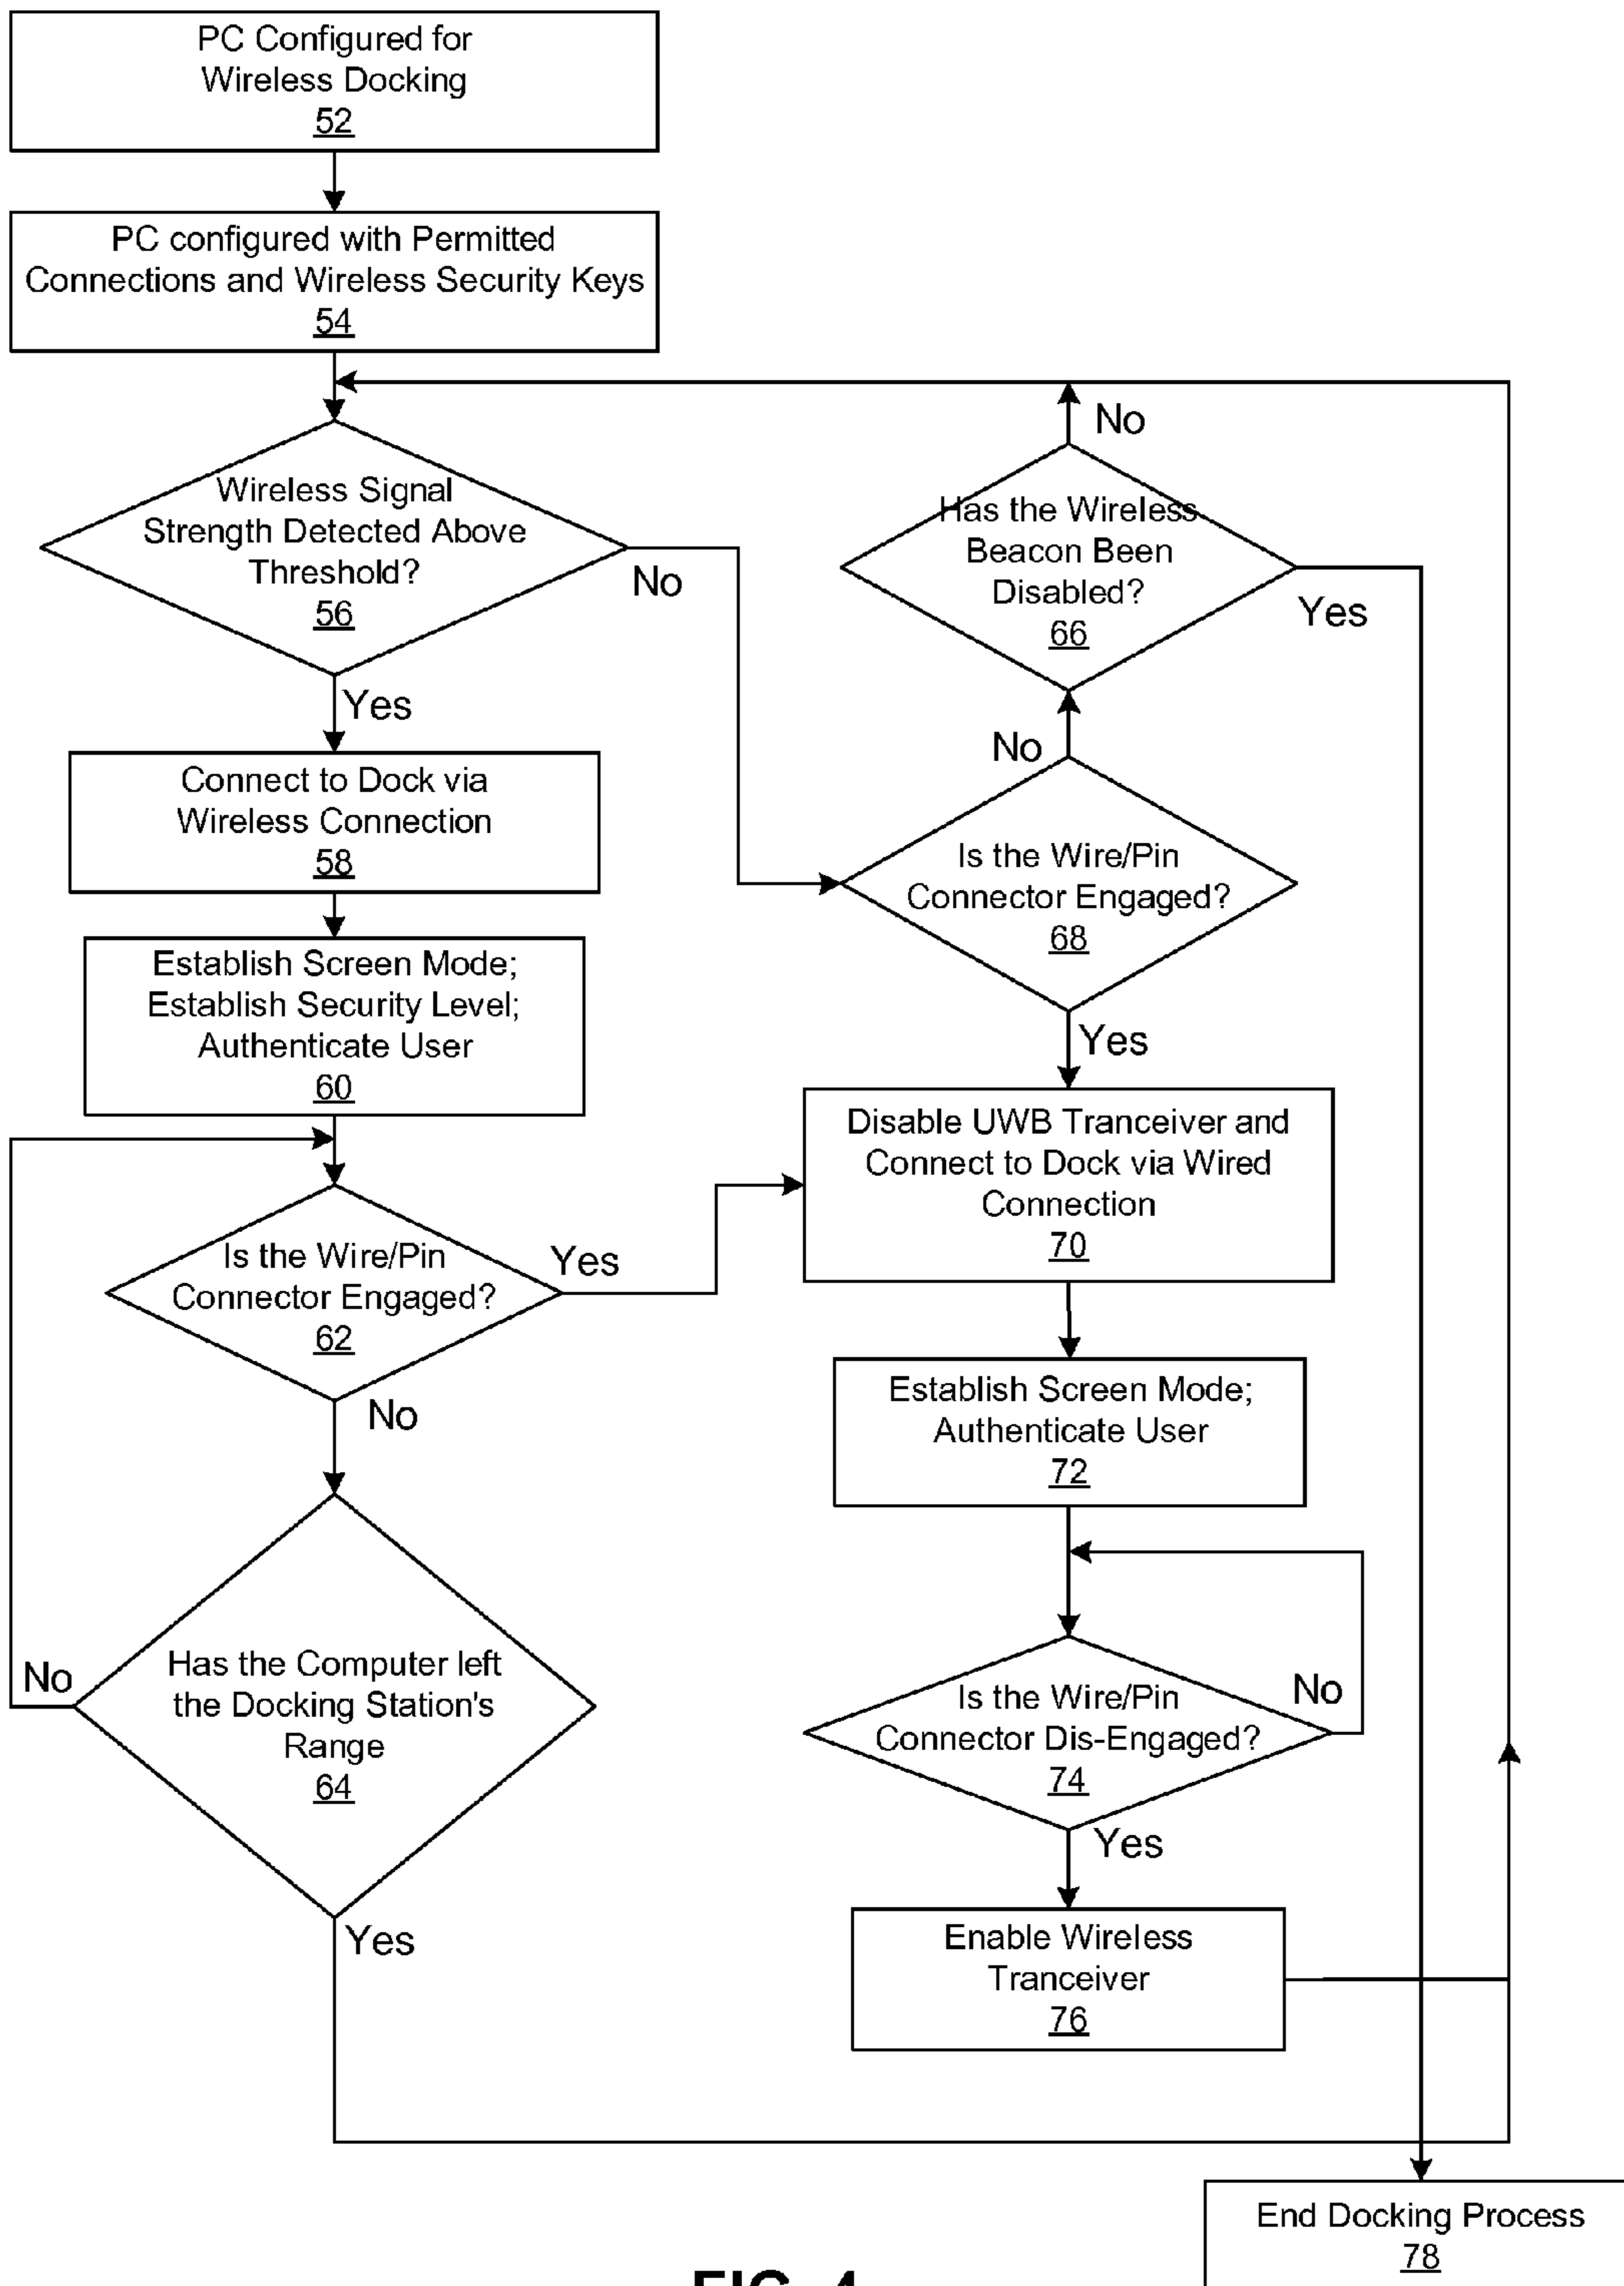 PC Configured for
Wireless Docking
52
PC configured with Permitted
Connections and Wireless Security Keys
54
Wireless Signal
Strength Detected Above
Threshold?
56
No
Yes
Connect to Dock via
Wireless Connection
58
Establish Screen Mode;
Establish Security Level;
Authenticate User
60
Is the Wire/Pin
Connector Engaged?
62
Yes
No
Has the Computer left
the Docking Station's
Range
64
No
Yes
No
Has the Wireless
Beacon Been
Disabled?
66
Yes
No
Is the Wire/Pin
Connector Engaged?
68
Yes
Disable UWB Tranceiver and
Connect to Dock via Wired
Connection
70
Establish Screen Mode;
Authenticate User
72
Is the Wire/Pin
Connector Dis-Engaged?
74
No
Yes
Enable Wireless
Tranceiver
76
End Docking Process
78
FIG. 4